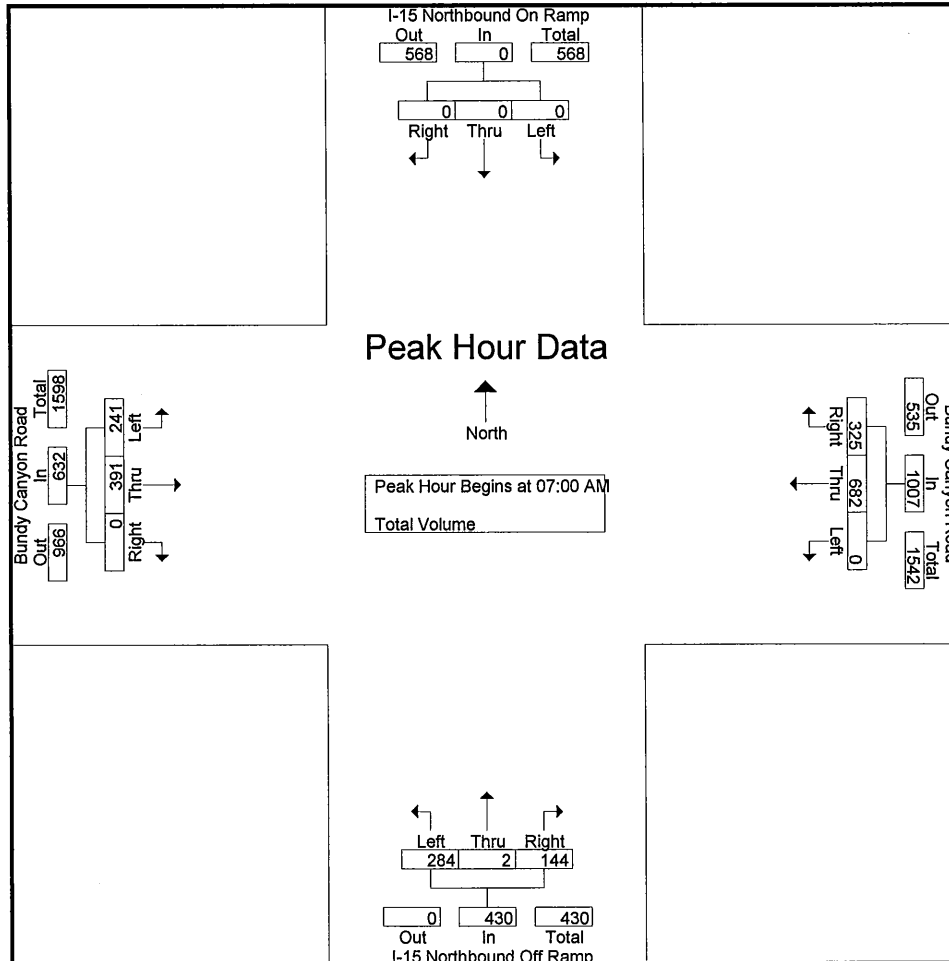 I-15 Northbound On Ramp
Out In Total
568 0 568
0 0 0
Right Thru Left
Peak Hour Data
North
Peak Hour Begins at 07:00 AM
Total Volume
Bundy Canyon Road
Out In Total
966 632 1598
0 391 241
Right Thru Left
Bundy Canyon Road
Out In Total
535 1007 1542
325 682 0
Right Thru Left
Left Thru Right
284 2 144
0 430 430
Out In Total
I-15 Northbound Off Ramp